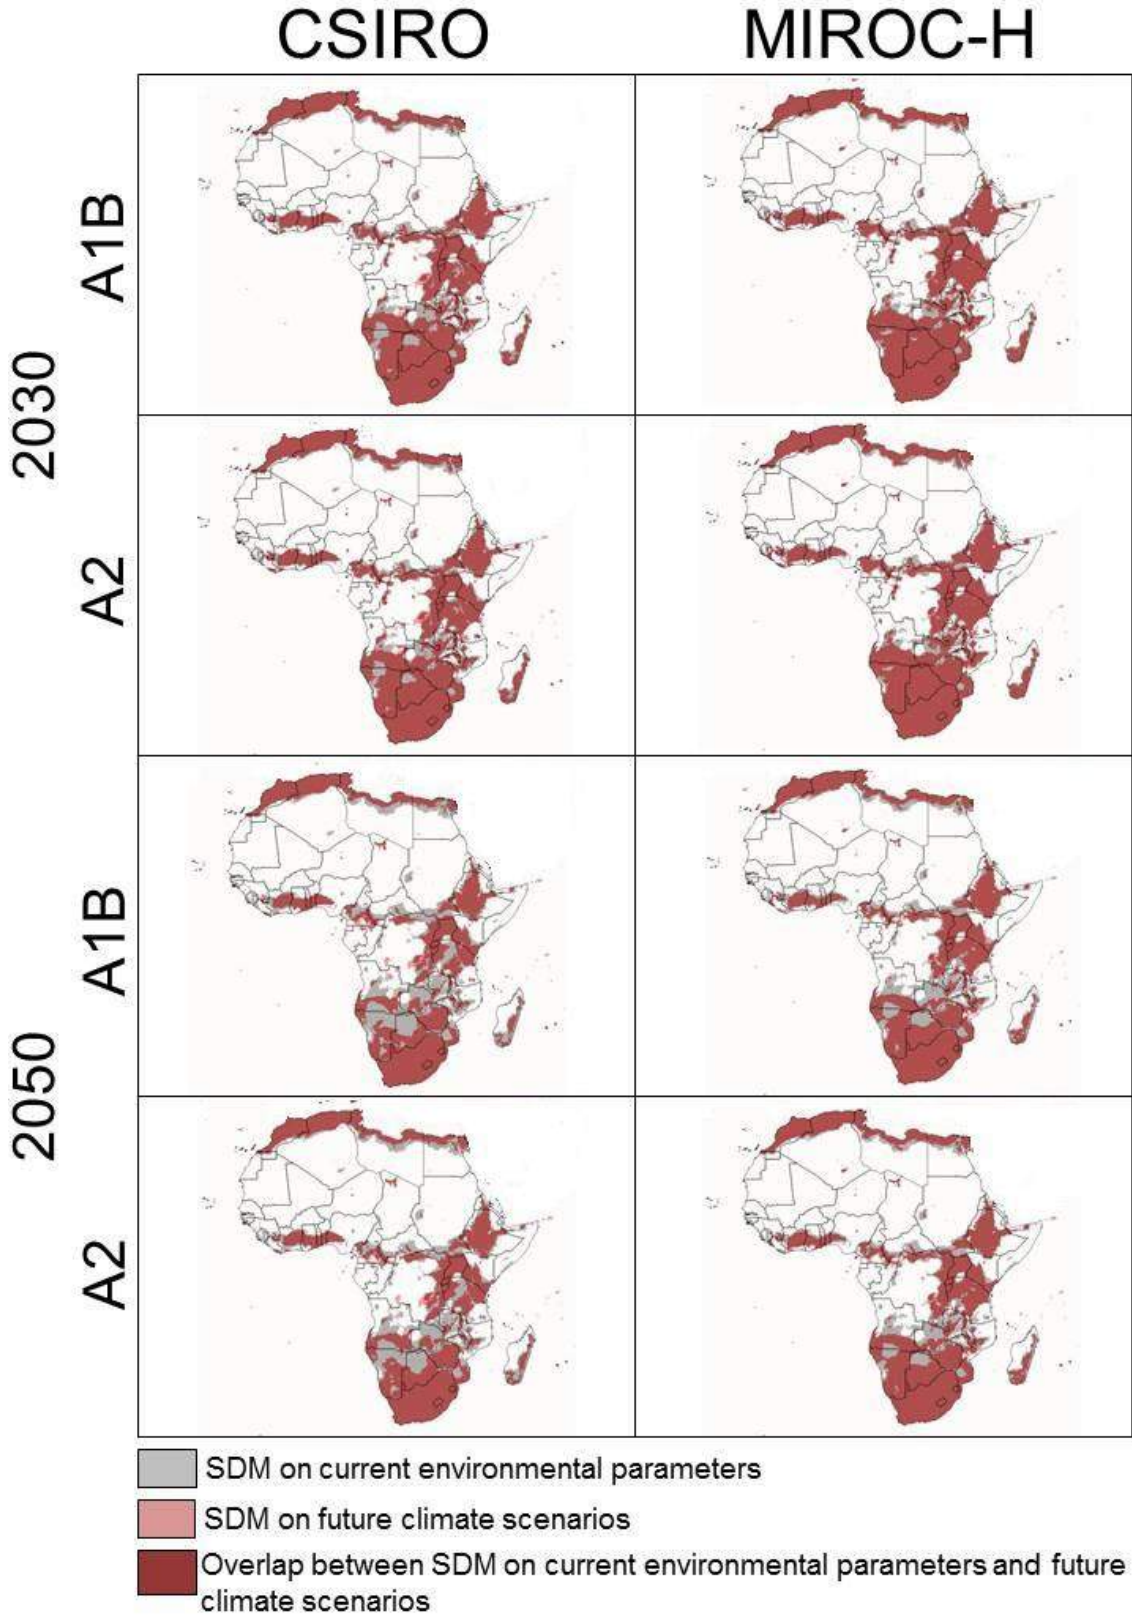 CSIRO MIROC-H
2030
A1B
A2
2050
A1B
A2
SDM on current environmental parameters
SDM on future climate scenarios
Overlap between SDM on current environmental parameters and future
climate scenarios